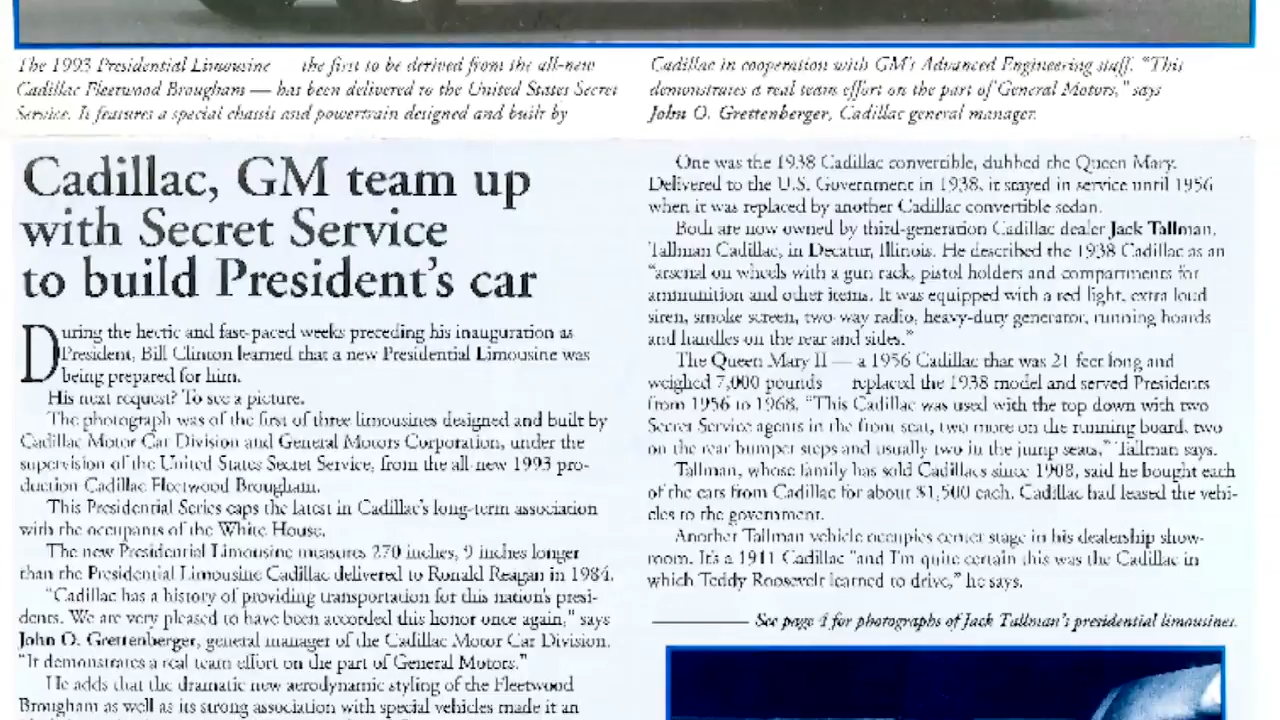 The 1993 Presidential Limousine — the first to be derived from the all-new
Cadillac Fleetwood Brougham — has been delivered to the United States Secret
Service. It features a special chassis and powertrain designed and built by
Cadillac in cooperation with GM's Advanced Engineering staff. "This
demonstrates a real team effort on the part of General Motors," says
John O. Grettenberger, Cadillac general manager.
Cadillac, GM team up
with Secret Service
to build President's car
During the hectic and fast-paced weeks preceding his inauguration as
President, Bill Clinton learned that a new Presidential Limousine was
being prepared for him.
His next request? To see a picture.
The photograph was of the first of three limousines designed and built by
Cadillac Motor Car Division and General Motors Corporation, under the
supervision of the United States Secret Service, from the all-new 1993 pro-
duction Cadillac Fleetwood Brougham.
This Presidential Series caps the latest in Cadillac's long-term association
with the occupants of the White House.
The new Presidential Limousine measures 270 inches, 9 inches longer
than the Presidential Limousine Cadillac delivered to Ronald Reagan in 1984.
"Cadillac has a history of providing transportation for this nation's presi-
dents. We are very pleased to have been accorded this honor once again," says
John O. Grettenberger, general manager of the Cadillac Motor Car Division.
"It demonstrates a real team effort on the part of General Motors."
He adds that the dramatic new aerodynamic styling of the Fleetwood
Brougham as well as its strong association with special vehicles made it an
One was the 1938 Cadillac convertible, dubbed the Queen Mary.
Delivered to the U.S. Government in 1938, it stayed in service until 1956
when it was replaced by another Cadillac convertible sedan.
Both are now owned by third-generation Cadillac dealer Jack Tallman,
Tallman Cadillac, in Decatur, Illinois. He described the 1938 Cadillac as an
"arsenal on wheels with a gun rack, pistol holders and compartments for
ammunition and other items. It was equipped with a red light, extra loud
siren, smoke screen, two-way radio, heavy-duty generator, running boards
and handles on the rear and sides."
The Queen Mary II — a 1956 Cadillac that was 21 feet long and
weighed 7,000 pounds — replaced the 1938 model and served Presidents
from 1956 to 1968. "This Cadillac was used with the top down with two
Secret Service agents in the front seat, two more on the running board, two
on the rear bumper steps and usually two in the jump seats," Tallman says.
Tallman, whose family has sold Cadillacs since 1908, said he bought each
of the cars from Cadillac for about $1,500 each. Cadillac had leased the vehi-
cles to the government.
Another Tallman vehicle occupies center stage in his dealership show-
room. It's a 1911 Cadillac "and I'm quite certain this was the Cadillac in
which Teddy Roosevelt learned to drive," he says.
See page 4 for photographs of Jack Tallman's presidential limousines.